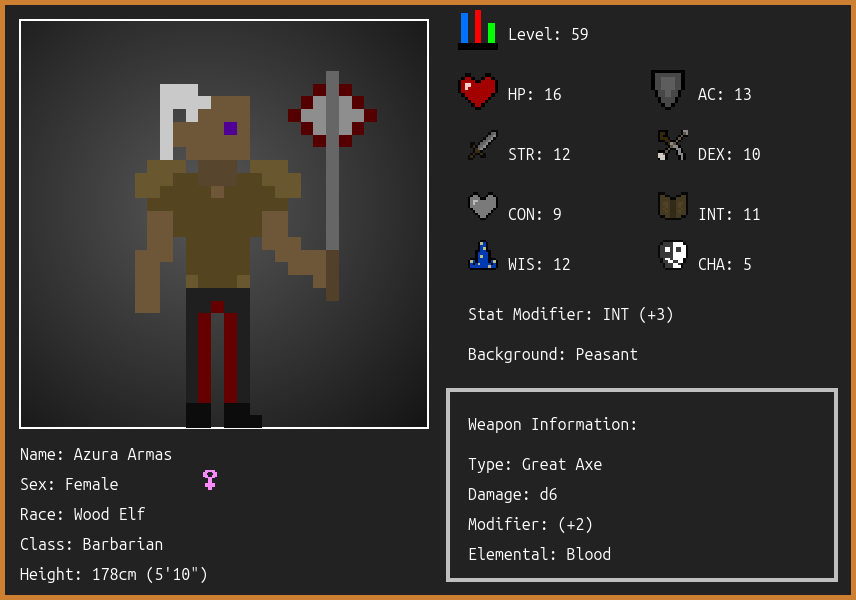 Level: 59
HP: 16
AC: 13
STR: 12
DEX: 10
CON: 9
INT: 11
WIS: 12
CHA: 5
Stat Modifier: INT (+3)
Background: Peasant
Weapon Information:
Type: Great Axe
Damage: d6
Modifier: (+2)
Elemental: Blood
Name: Azura Armas
Sex: Female
Race: Wood Elf
Class: Barbarian
Height: 178cm (5'10")